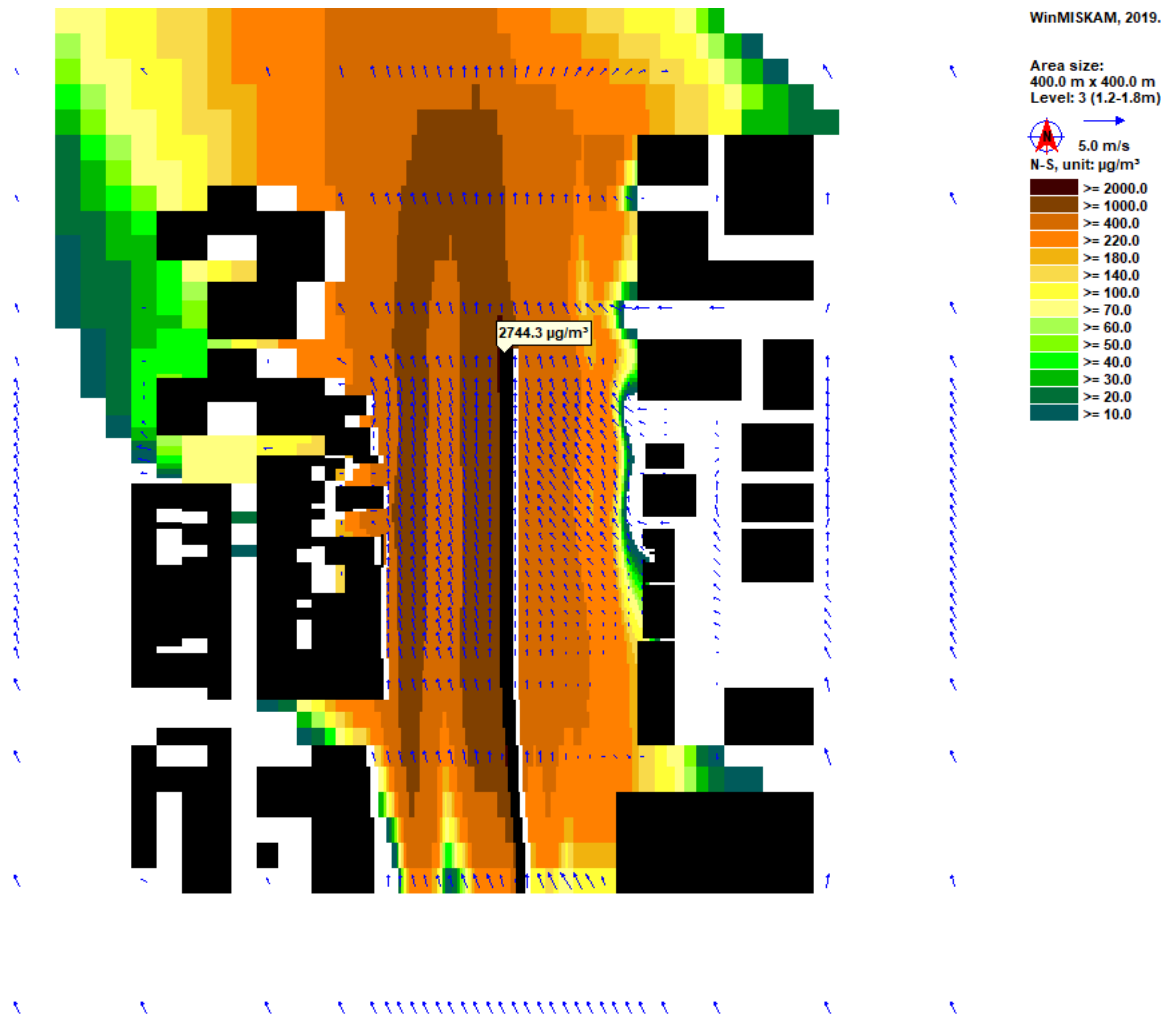 WinMISKAM, 2019.
Area size:
400.0 m x 400.0 m
Level: 3 (1.2-1.8m)
N
5.0 m/s
N-S, unit: µg/m³
>= 2000.0
>= 1000.0
>= 400.0
>= 220.0
>= 180.0
>= 140.0
>= 100.0
>= 70.0
>= 60.0
>= 50.0
>= 40.0
>= 30.0
>= 20.0
>= 10.0
2744.3 µg/m³